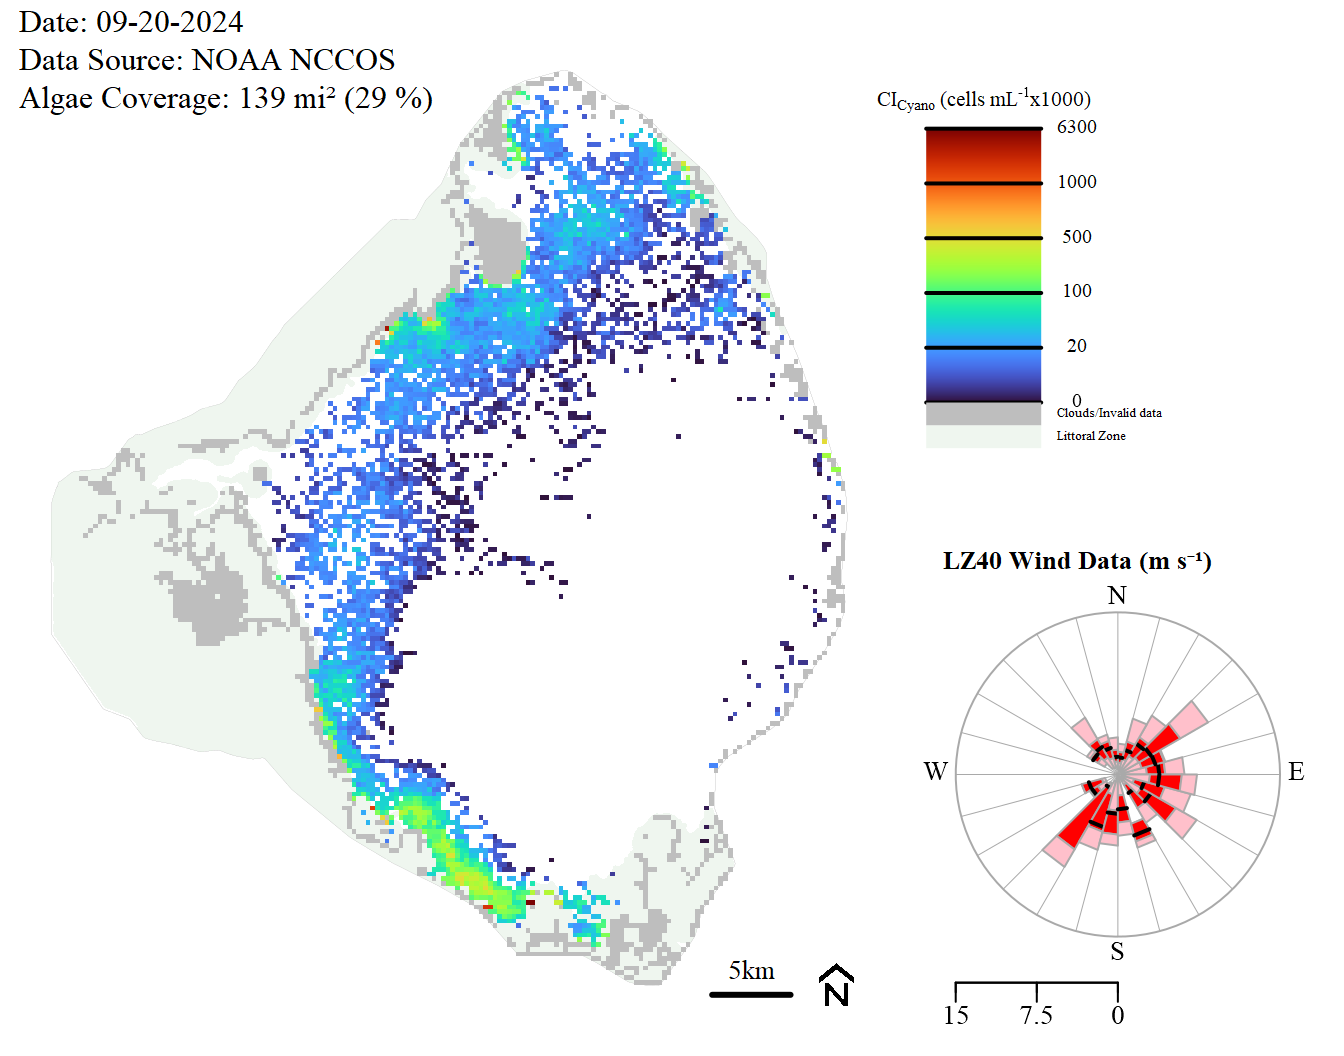 Date: 09-20-2024
Data Source: NOAA NCCOS
Algae Coverage: 139 mi² (29 %)
CI_Cyano (cells mL⁻¹x1000)
6300
1000
500
100
20
0
Clouds/Invalid data
Littoral Zone
LZ40 Wind Data (m s⁻¹)
N
W
E
S
5km
N
15
7.5
0